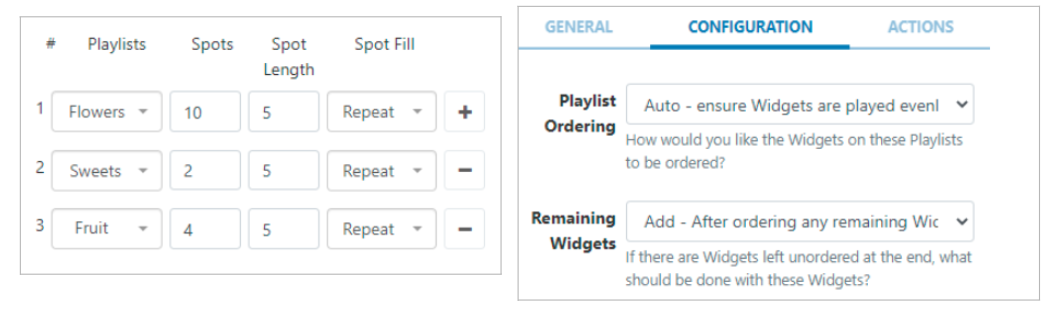 # Playlists Spots Spot Length Spot Fill
1 Flowers 10 5 Repeat +
2 Sweets 2 5 Repeat −
3 Fruit 4 5 Repeat −
GENERAL CONFIGURATION ACTIONS
Playlist Ordering
Auto - ensure Widgets are played evenl
How would you like the Widgets on these Playlists
to be ordered?
Remaining Widgets
Add - After ordering any remaining Wic
If there are Widgets left unordered at the end, what
should be done with these Widgets?